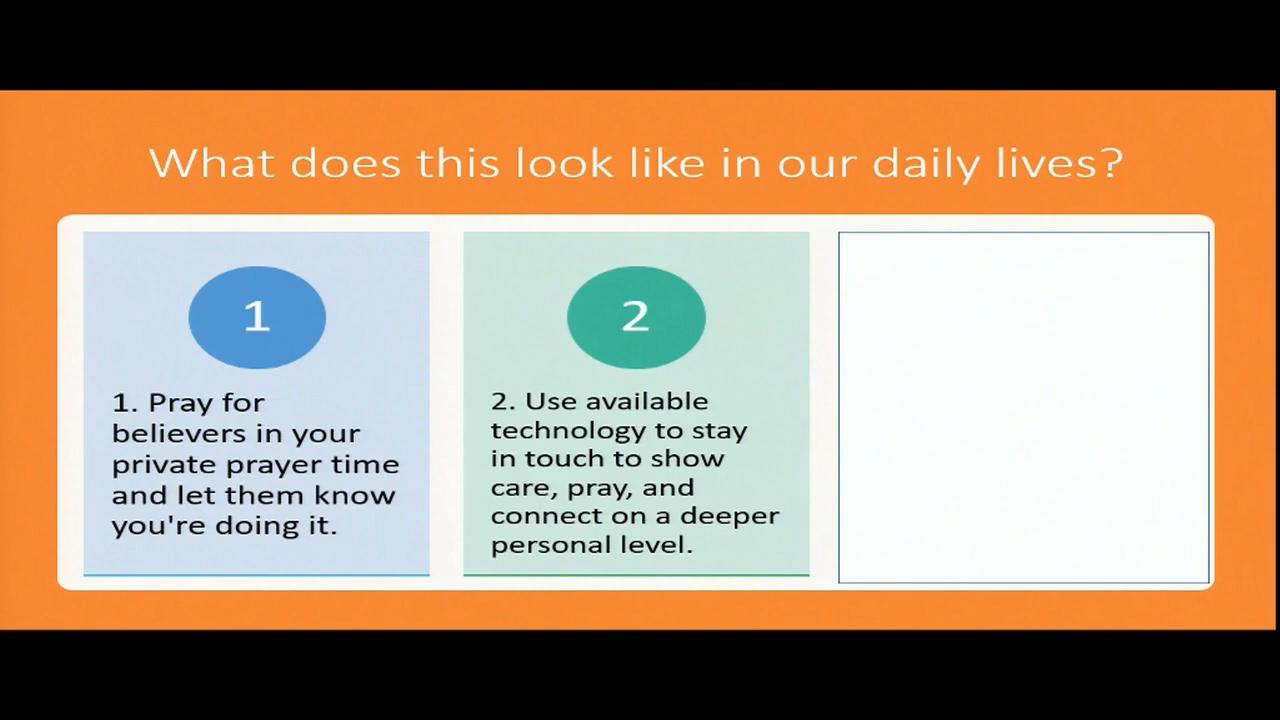 What does this look like in our daily lives?
1
1. Pray for
believers in your
private prayer time
and let them know
you're doing it.
2
2. Use available
technology to stay
in touch to show
care, pray, and
connect on a deeper
personal level.